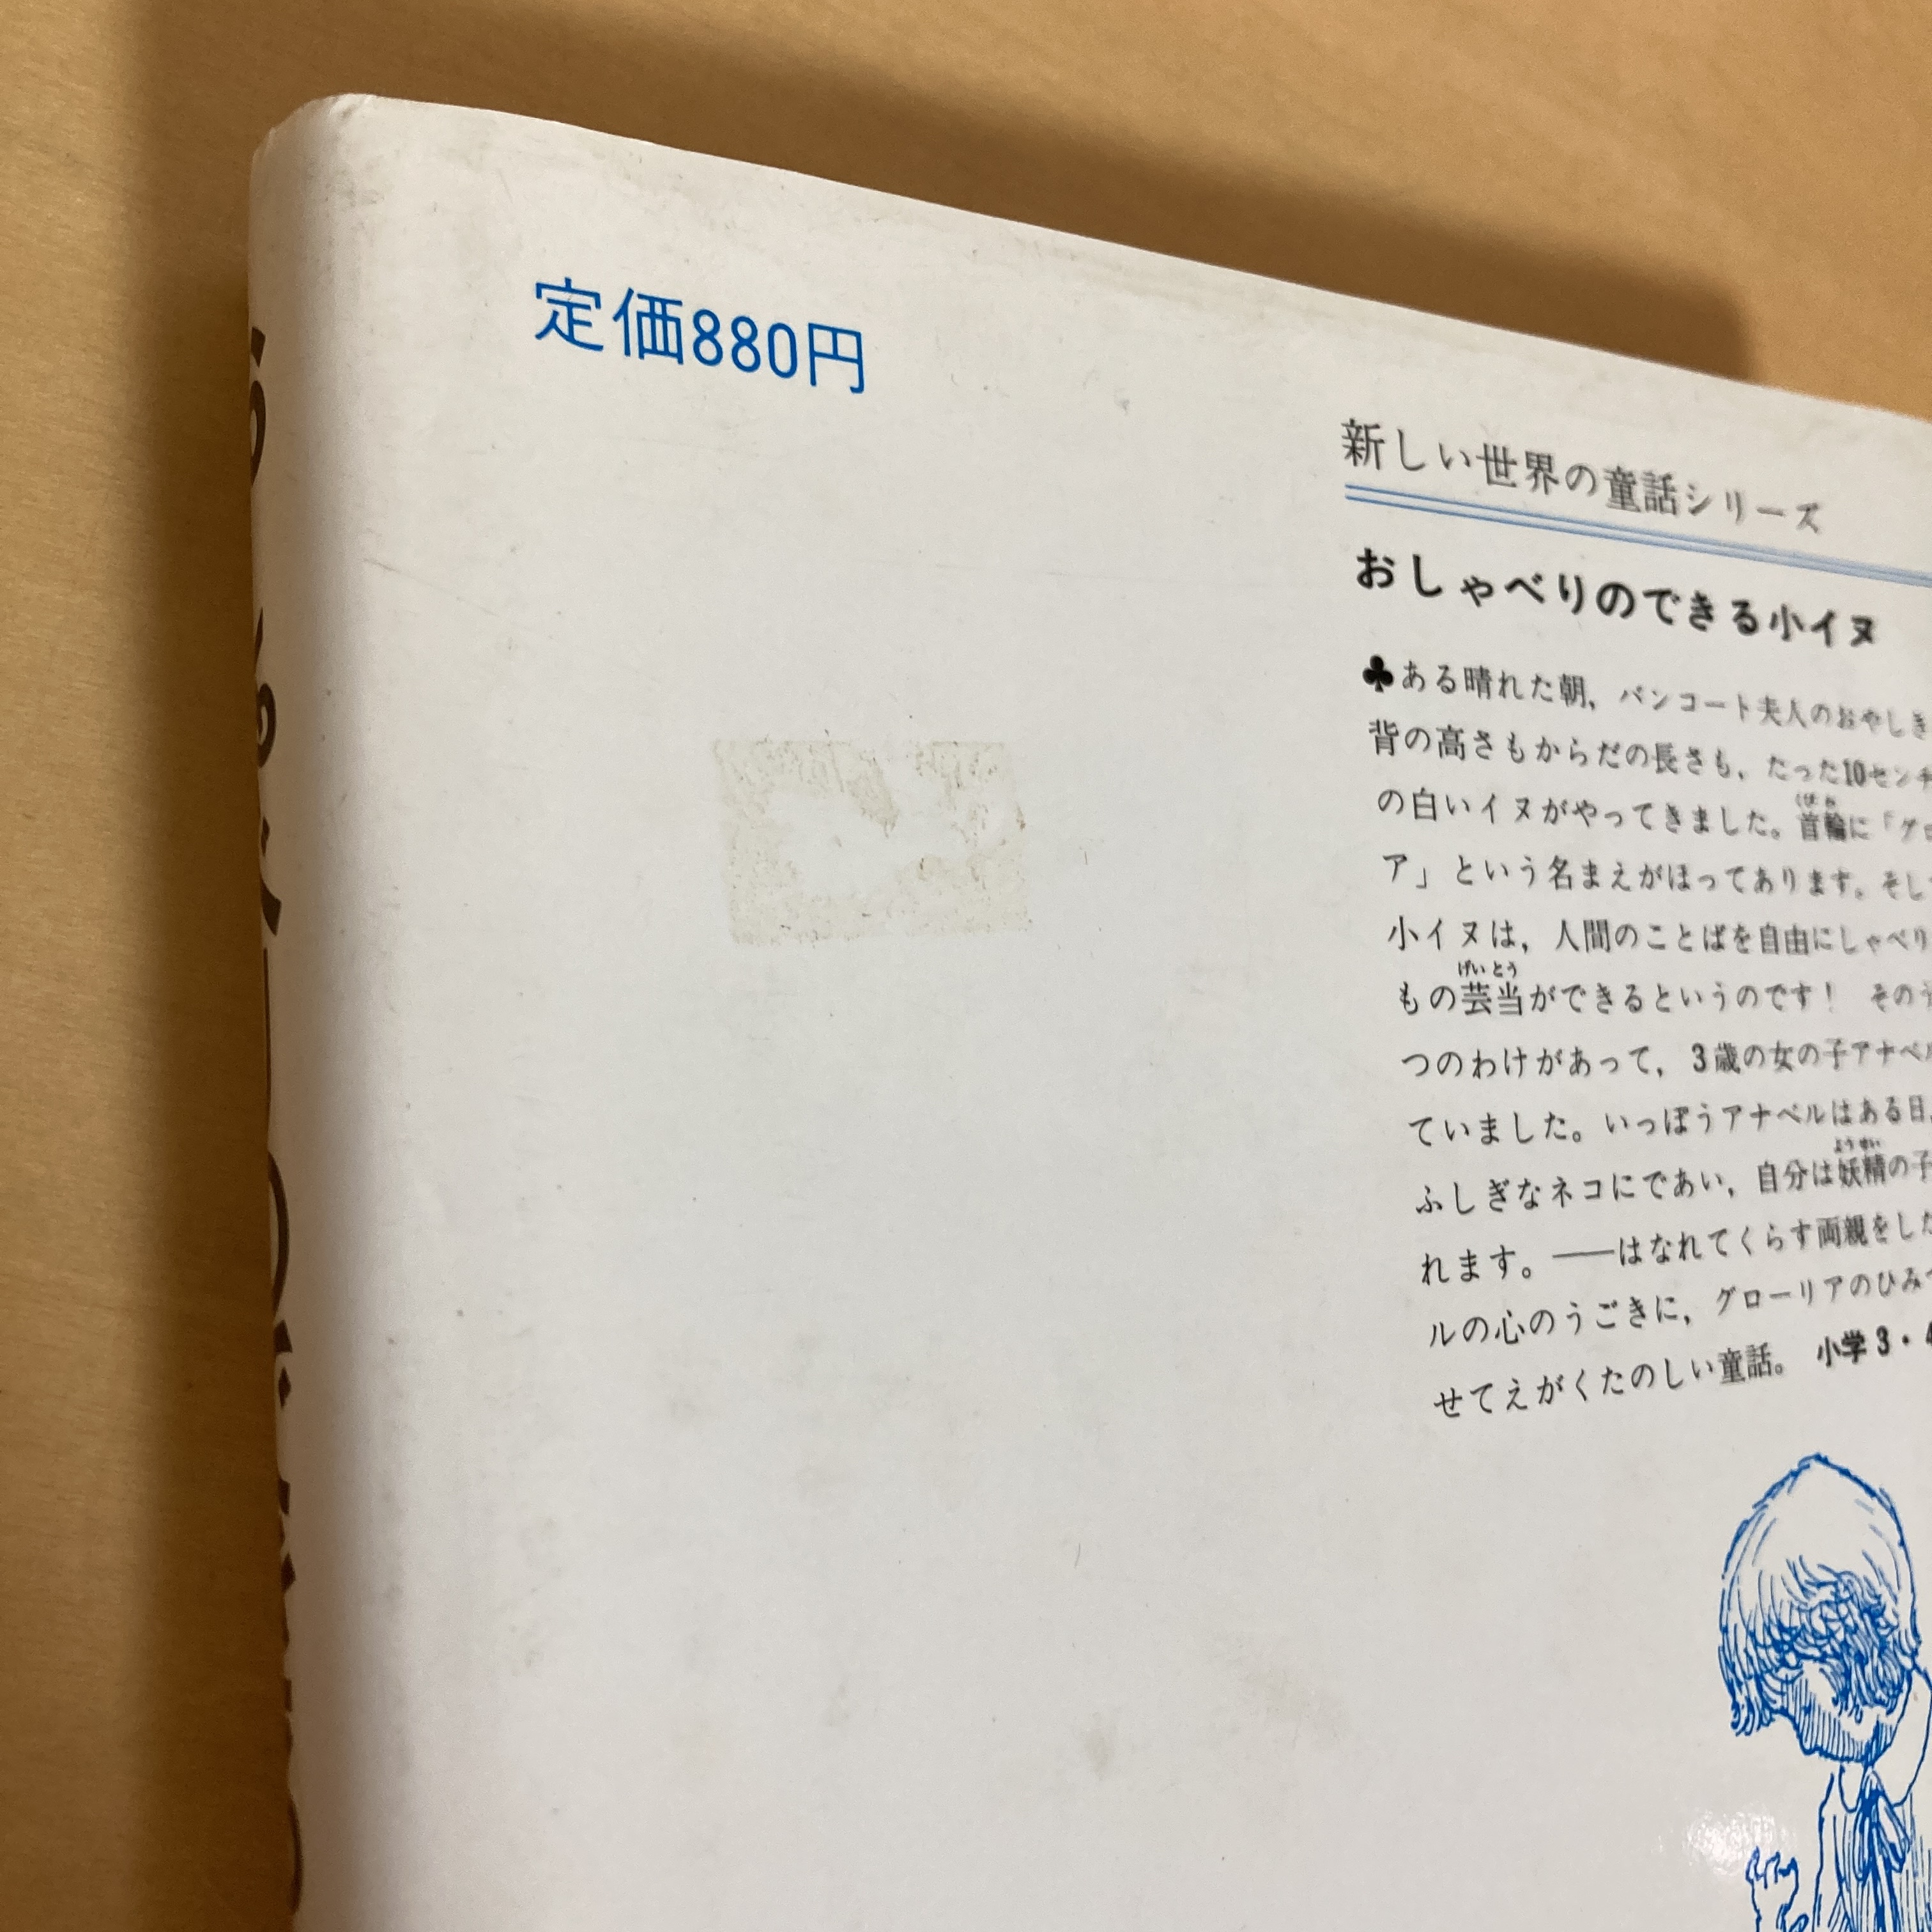 定価880円
新しい世界の童話シリーズ
おしゃべりのできる小イヌ
♣ある晴れた朝，バンコート夫人のおやしき
背の高さもからだの長さも，たった10センチ
の白いイヌがやってきました。首輪に「グロ
ア」という名まえがほってあります。そし
小イヌは，人間のことばを自由にしゃべり
げいとう
もの芸当ができるというのです！　そのう
つのわけがあって，3歳の女の子アナベル
ていました。いっぽうアナベルはある日，
ようせい
ふしぎなネコにであい，自分は妖精の子
れます。――はなれてくらす両親をした
ルの心のうごきに，グローリアのひみつ
せてえがくたのしい童話。　小学3・4